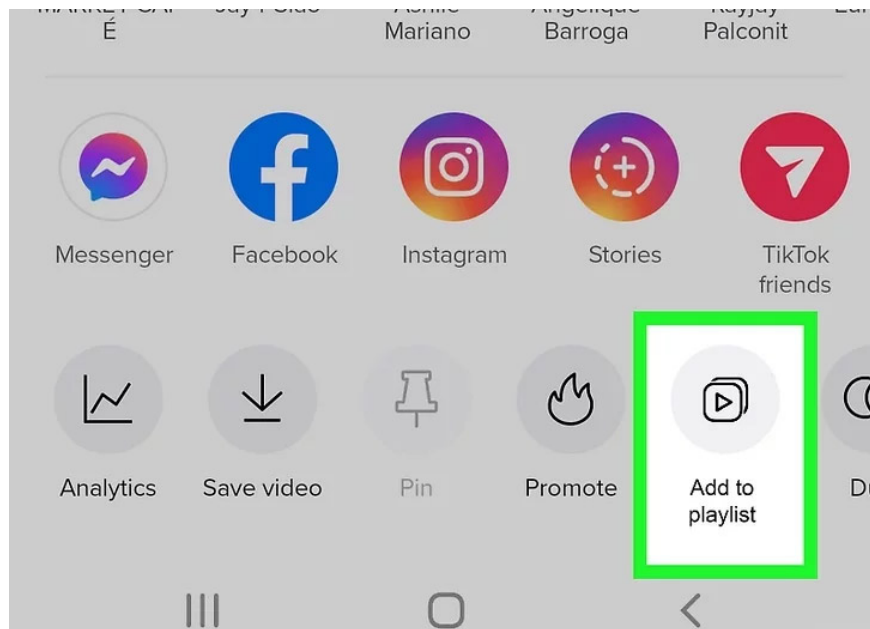 É
Mariano
Barroga
Palconit
Messenger
Facebook
Instagram
Stories
TikTok
friends
Analytics
Save video
Pin
Promote
Add to
playlist